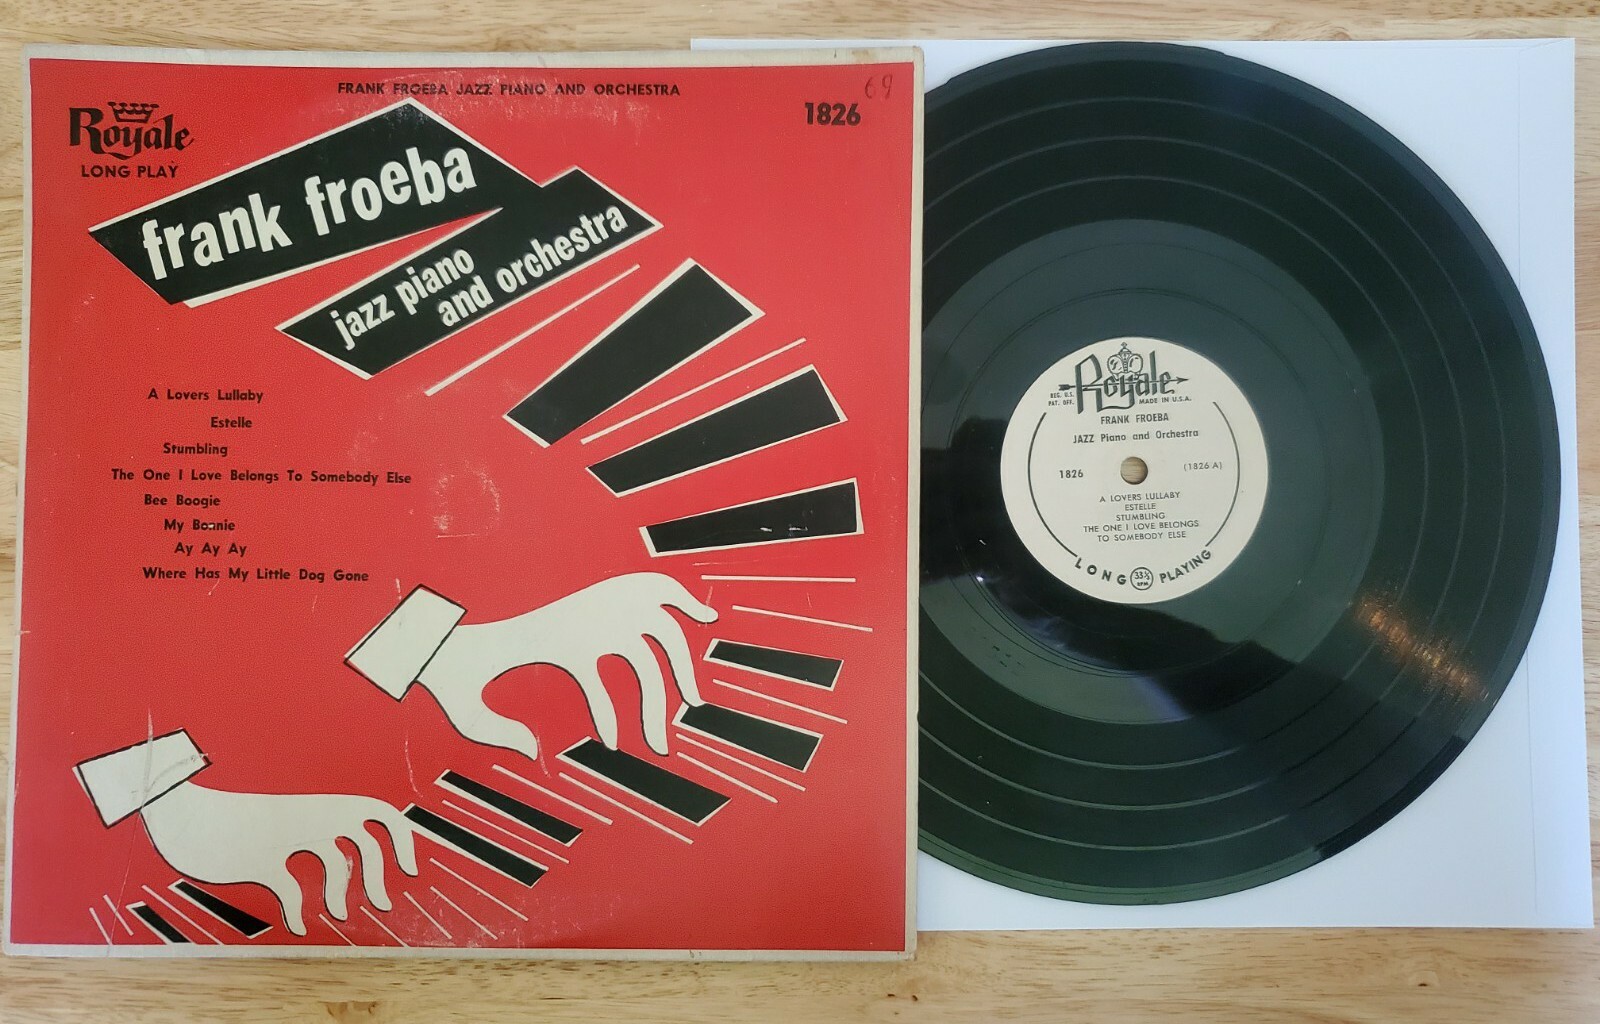 FRANK FROEBA JAZZ PIANO AND ORCHESTRA
69
1826
Royale
LONG PLAY
frank froeba
jazz piano
and orchestra
A Lovers Lullaby
Estelle
Stumbling
The One I Love Belongs To Somebody Else
Bee Boogie
My Bonnie
Ay Ay Ay
Where Has My Little Dog Gone
Royale
REG. U.S.
PAT. OFF.
MADE IN U.S.A.
FRANK FROEBA
JAZZ Piano and Orchestra
1826
(1826 A)
A LOVERS LULLABY
ESTELLE
STUMBLING
THE ONE I LOVE BELONGS
TO SOMEBODY ELSE
LONG 33⅓ RPM PLAYING